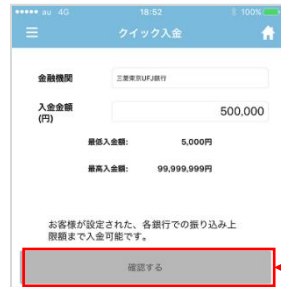 au 4G 18:52 100%
クイック入金
金融機関 三菱東京UFJ銀行
入金金額 500,000
(円)
最低入金額: 5,000円
最高入金額: 99,999,999円
お客様が設定された、各銀行での振り込み上
限額まで入金可能です。
確認する